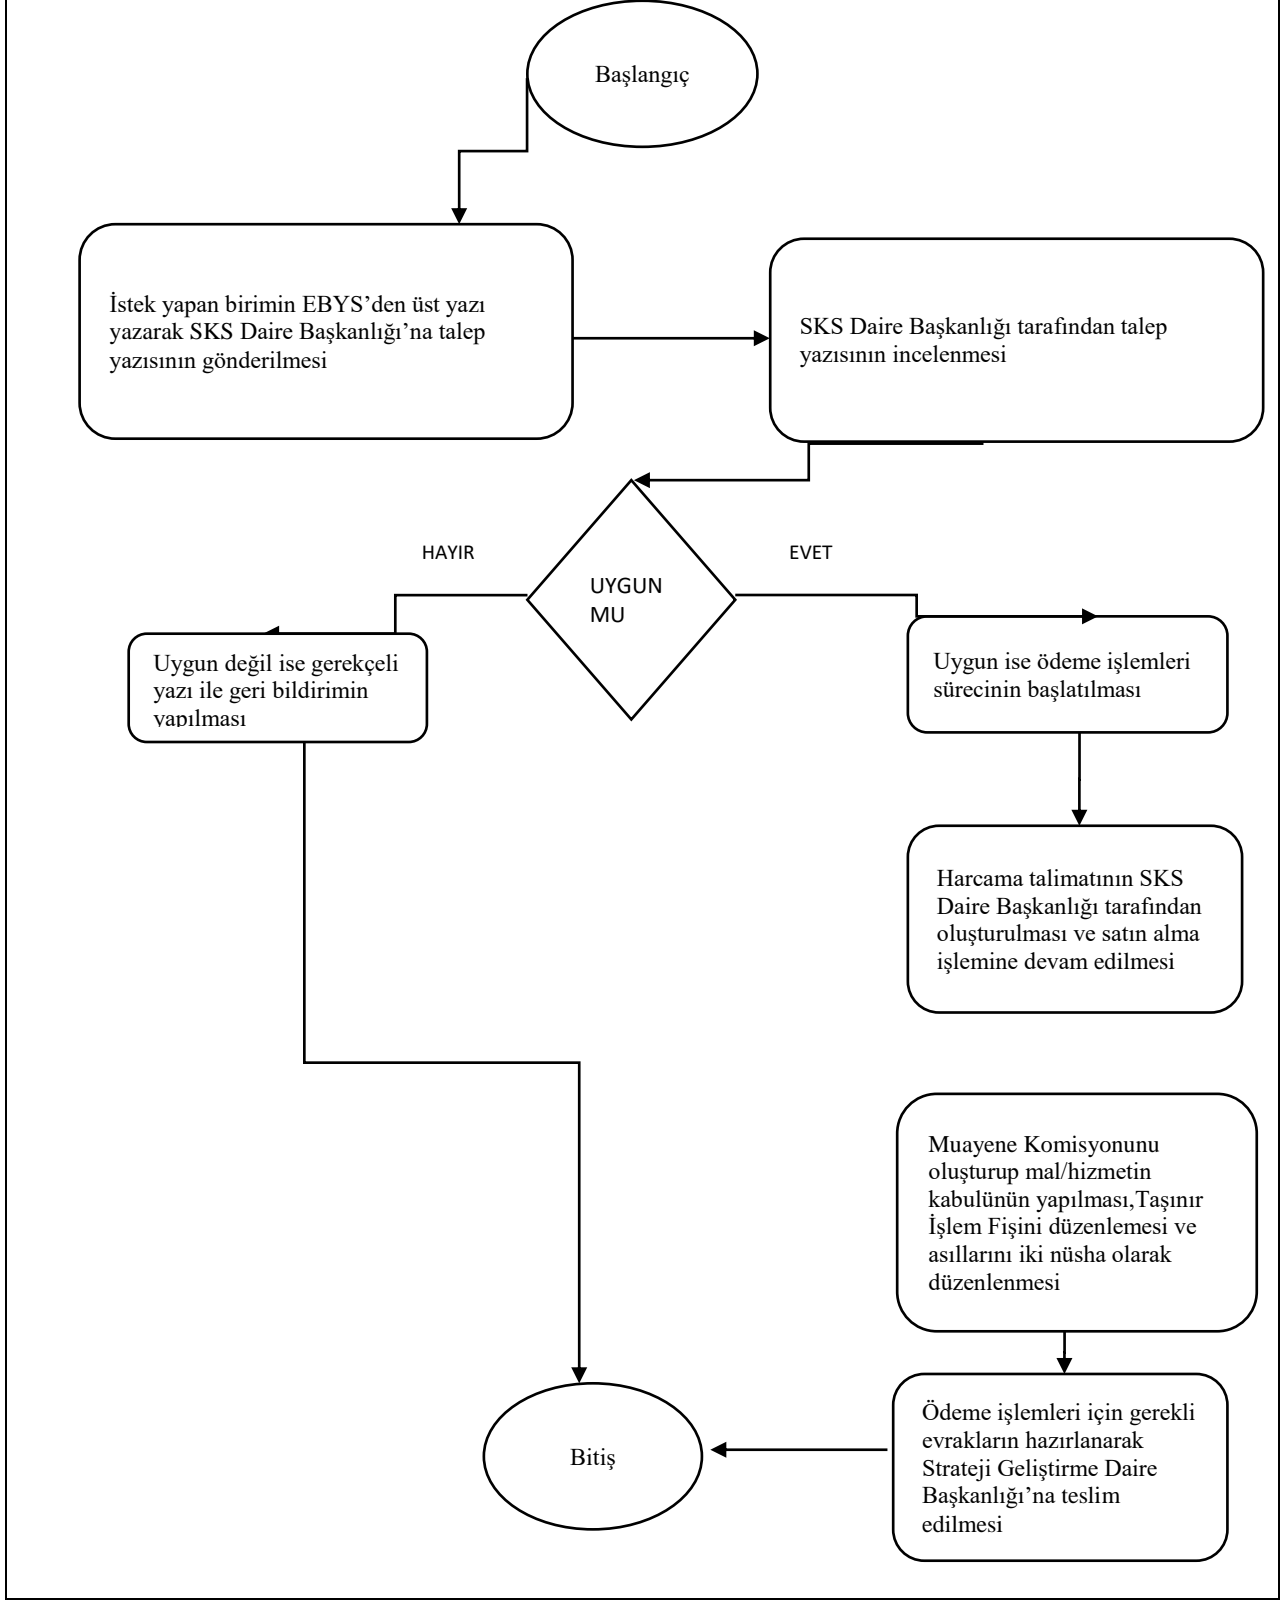 Başlangıç
İstek yapan birimin EBYS’den üst yazı
yazarak SKS Daire Başkanlığı’na talep
yazısının gönderilmesi
SKS Daire Başkanlığı tarafından talep
yazısının incelenmesi
HAYIR
EVET
UYGUN
MU
Uygun değil ise gerekçeli
yazı ile geri bildirimin
yapılması
Uygun ise ödeme işlemleri
sürecinin başlatılması
Harcama talimatının SKS
Daire Başkanlığı tarafından
oluşturulması ve satın alma
işlemine devam edilmesi
Muayene Komisyonunu
oluşturup mal/hizmetin
kabulünün yapılması,Taşınır
İşlem Fişini düzenlemesi ve
asıllarını iki nüsha olarak
düzenlenmesi
Ödeme işlemleri için gerekli
evrakların hazırlanarak
Strateji Geliştirme Daire
Başkanlığı’na teslim
edilmesi
Bitiş